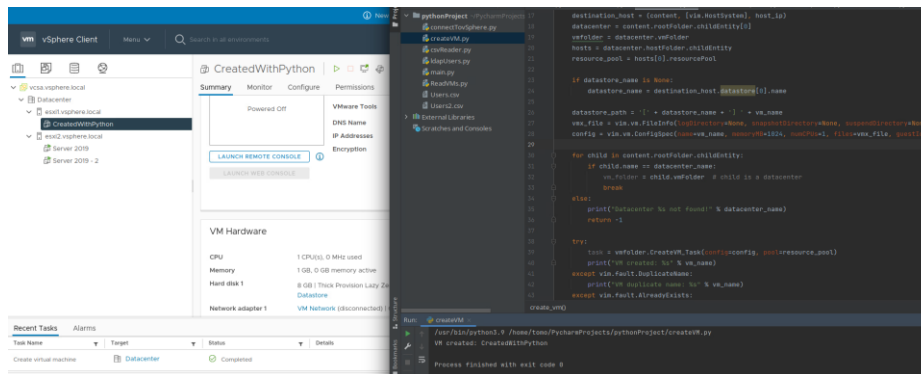 New
vm vSphere Client Menu Search in all environments
vcsa.vsphere.local
Datacenter
esxi1.vsphere.local
CreatedWithPython
esxi2.vsphere.local
Server 2019
Server 2019 - 2
CreatedWithPython
Summary Monitor Configure Permissions
Powered Off
VMware Tools
DNS Name
IP Addresses
Encryption
LAUNCH REMOTE CONSOLE
LAUNCH WEB CONSOLE
VM Hardware
CPU 1 CPU(s), 0 MHz used
Memory 1 GB, 0 GB memory active
Hard disk 1 8 GB | Thick Provision Lazy
Datastore
Network adapter 1 VM Network (disconnected) |
Recent Tasks Alarms
Task Name Target Status Details
Create virtual machine Datacenter Completed
pythonProject ~/PycharmProjects
connectTovSphere.py
createVM.py
csvReader.py
ldapUsers.py
main.py
ReadVMs.py
Users.csv
Users2.csv
External Libraries
Scratches and Consoles
destination_host = (content, [vim.HostSystem], host_ip)
datacenter = content.rootFolder.childEntity[0]
vmfolder = datacenter.vmFolder
hosts = datacenter.hostFolder.childEntity
resource_pool = hosts[0].resourcePool
if datastore_name is None:
datastore_name = destination_host.datastore[0].name
datastore_path = '[' + datastore_name + '] ' + vm_name
vmx_file = vim.vm.FileInfo(logDirectory=None, snapshotDirectory=None, suspendDirectory=None
config = vim.vm.ConfigSpec(name=vm_name, memoryMB=1024, numCPUs=1, files=vmx_file,
for child in content.rootFolder.childEntity:
if child.name == datacenter_name:
vm_folder = child.vmFolder # child is a datacenter
break
else:
print("Datacenter %s not found!" % datacenter_name)
return -1
try:
task = vmfolder.CreateVM_Task(config=config, pool=resource_pool)
print("VM created: %s" % vm_name)
except vim.fault.DuplicateName:
print("VM duplicate name: %s" % vm_name)
except vim.fault.AlreadyExists:
create_vm()
Structure
Bookmarks
Run: createVM
/usr/bin/python3.9 /home/tomo/PycharmProjects/pythonProject/createVM.py
VM created: CreatedWithPython
Process finished with exit code 0